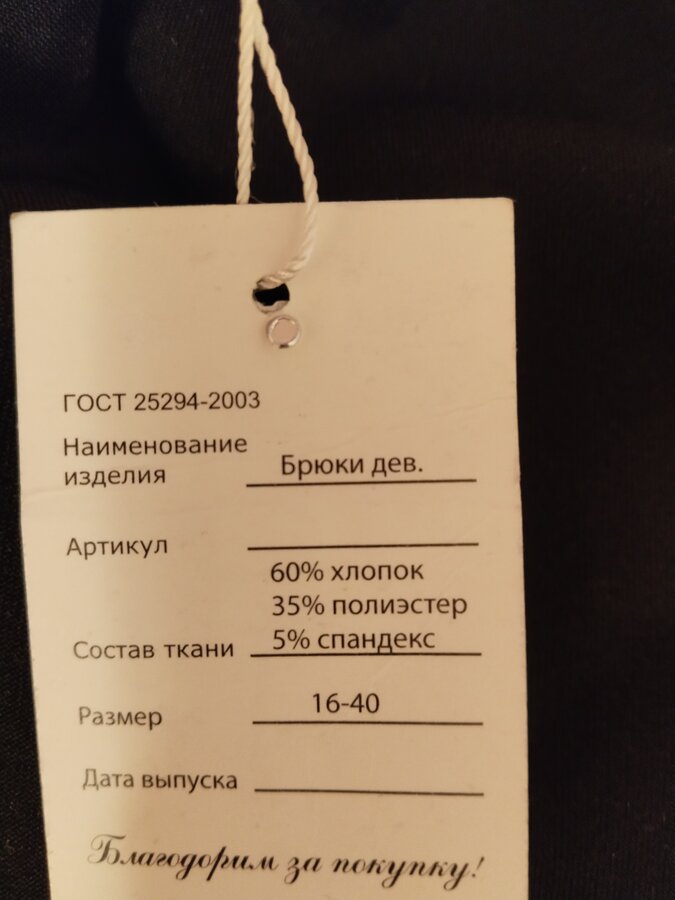 ГОСТ 25294-2003
Наименование
изделия Брюки дев.
Артикул
60% хлопок
35% полиэстер
Состав ткани 5% спандекс
Размер 16-40
Дата выпуска
Благодорим за покупку!